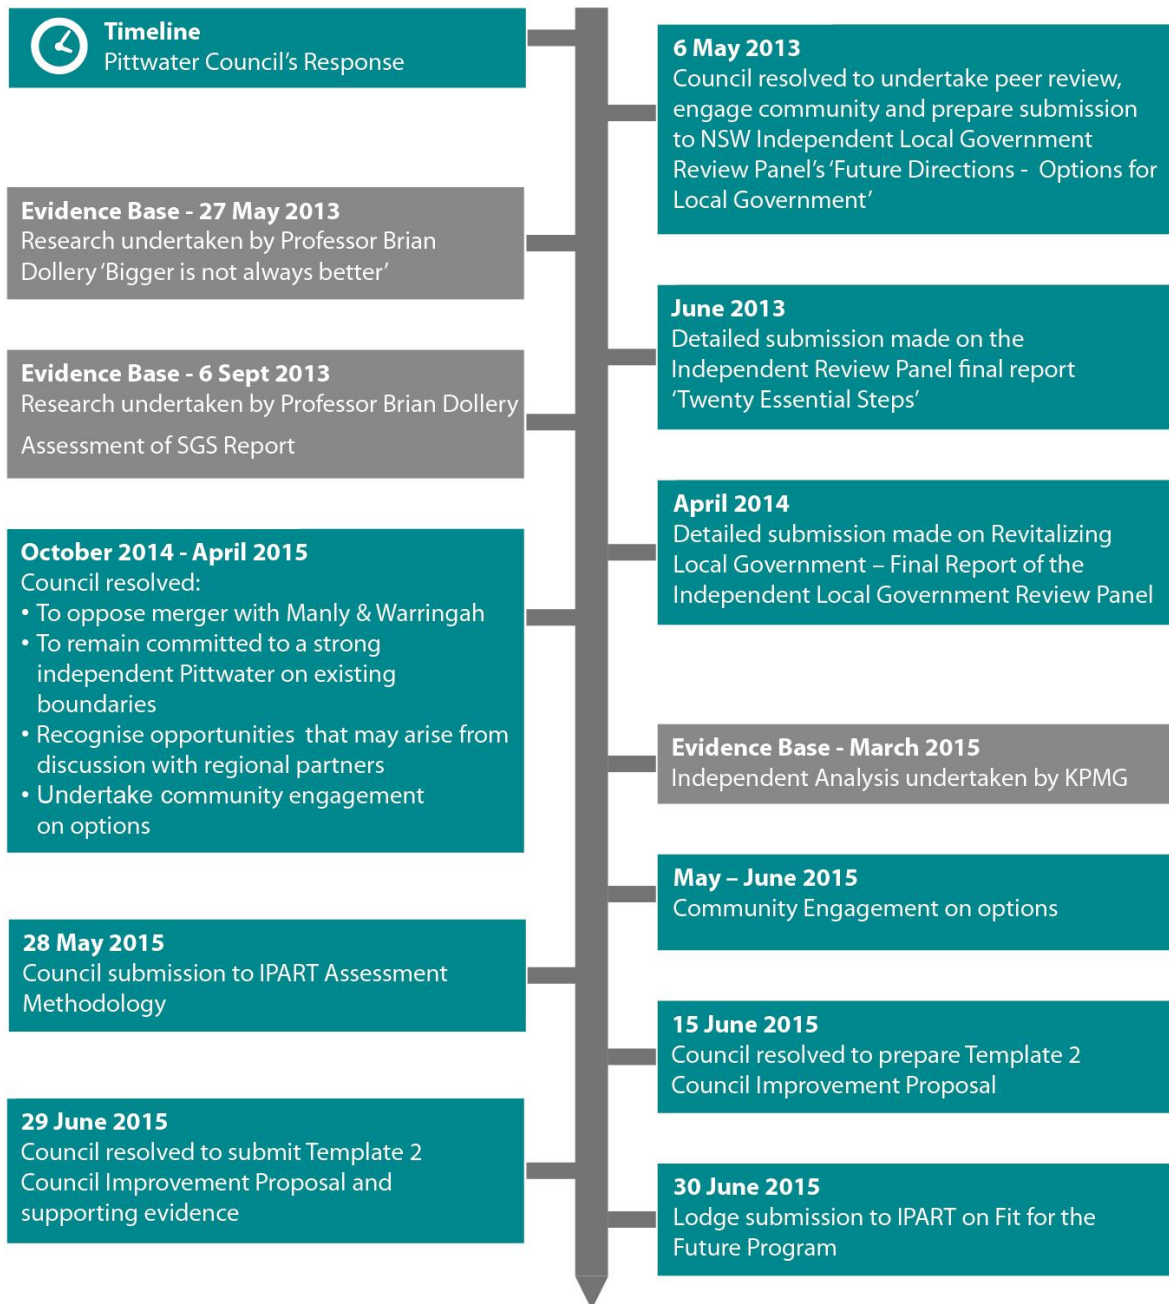 Timeline
Pittwater Council's Response
6 May 2013
Council resolved to undertake peer review,
engage community and prepare submission
to NSW Independent Local Government
Review Panel's 'Future Directions - Options for
Local Government'
Evidence Base - 27 May 2013
Research undertaken by Professor Brian
Dollery 'Bigger is not always better'
June 2013
Detailed submission made on the
Independent Review Panel final report
'Twenty Essential Steps'
Evidence Base - 6 Sept 2013
Research undertaken by Professor Brian Dollery
Assessment of SGS Report
April 2014
Detailed submission made on Revitalizing
Local Government – Final Report of the
Independent Local Government Review Panel
October 2014 - April 2015
Council resolved:
• To oppose merger with Manly & Warringah
• To remain committed to a strong
independent Pittwater on existing
boundaries
• Recognise opportunities that may arise from
discussion with regional partners
• Undertake community engagement
on options
Evidence Base - March 2015
Independent Analysis undertaken by KPMG
May – June 2015
Community Engagement on options
28 May 2015
Council submission to IPART Assessment
Methodology
15 June 2015
Council resolved to prepare Template 2
Council Improvement Proposal
29 June 2015
Council resolved to submit Template 2
Council Improvement Proposal and
supporting evidence
30 June 2015
Lodge submission to IPART on Fit for the
Future Program